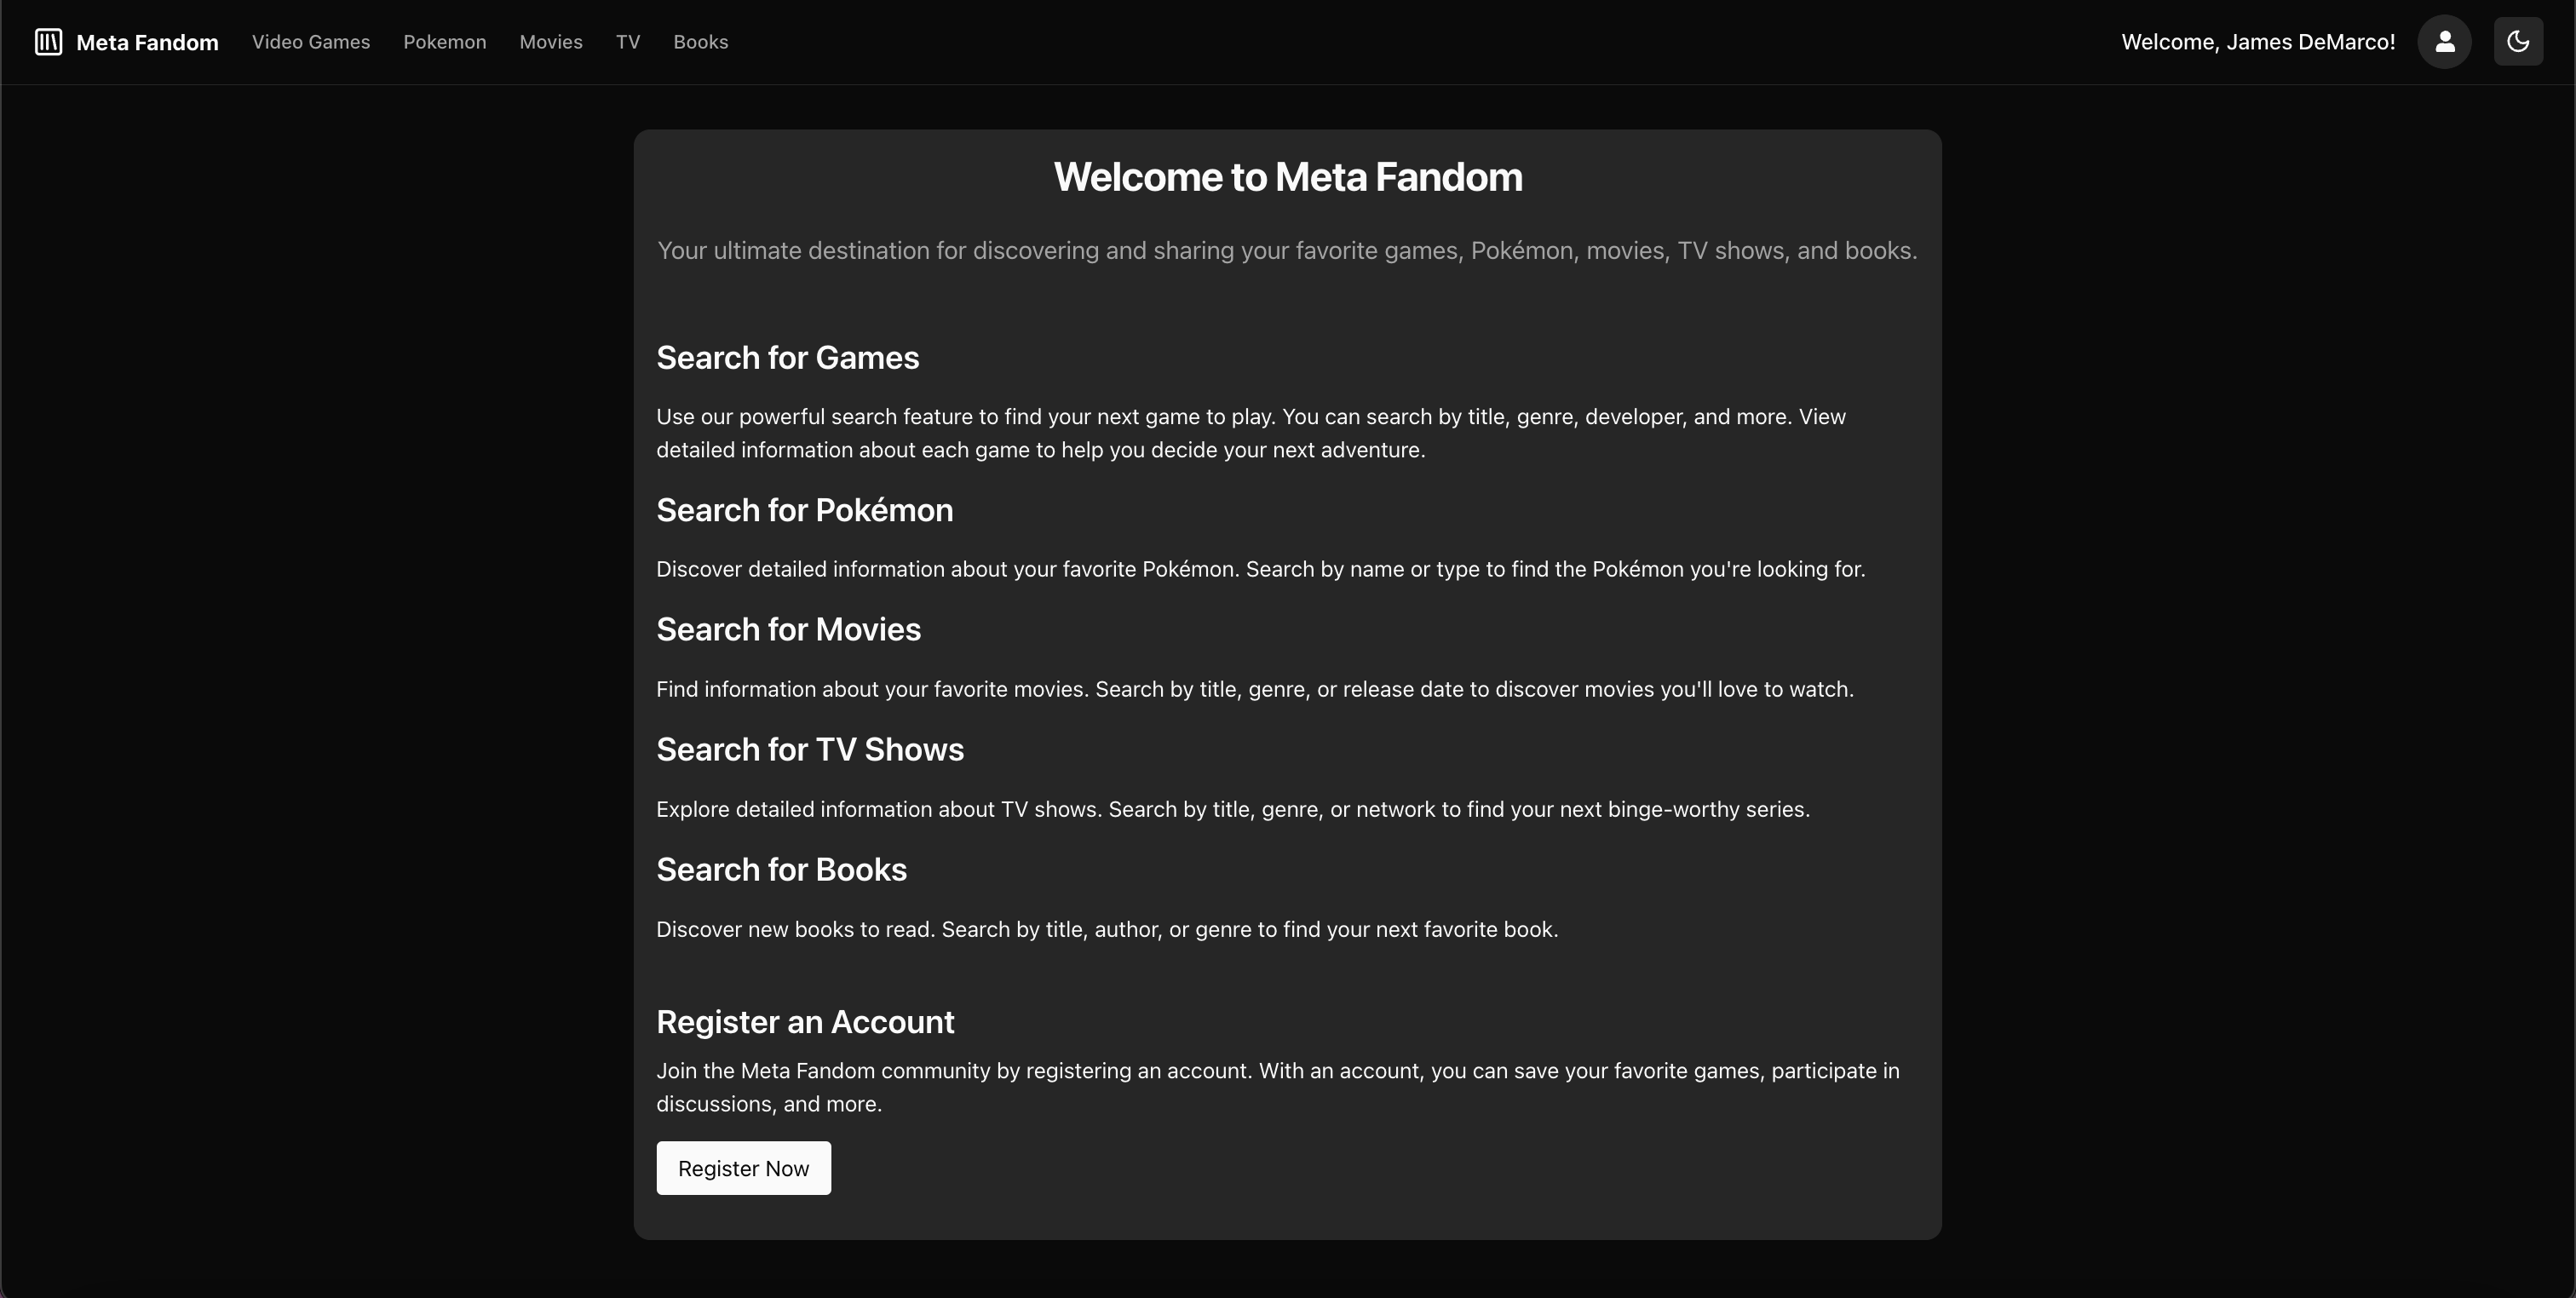 Meta Fandom
Video Games
Pokemon
Movies
TV
Books
Welcome, James DeMarco!
Welcome to Meta Fandom
Your ultimate destination for discovering and sharing your favorite games, Pokémon, movies, TV shows, and books.
Search for Games
Use our powerful search feature to find your next game to play. You can search by title, genre, developer, and more. View
detailed information about each game to help you decide your next adventure.
Search for Pokémon
Discover detailed information about your favorite Pokémon. Search by name or type to find the Pokémon you're looking for.
Search for Movies
Find information about your favorite movies. Search by title, genre, or release date to discover movies you'll love to watch.
Search for TV Shows
Explore detailed information about TV shows. Search by title, genre, or network to find your next binge-worthy series.
Search for Books
Discover new books to read. Search by title, author, or genre to find your next favorite book.
Register an Account
Join the Meta Fandom community by registering an account. With an account, you can save your favorite games, participate in
discussions, and more.
Register Now